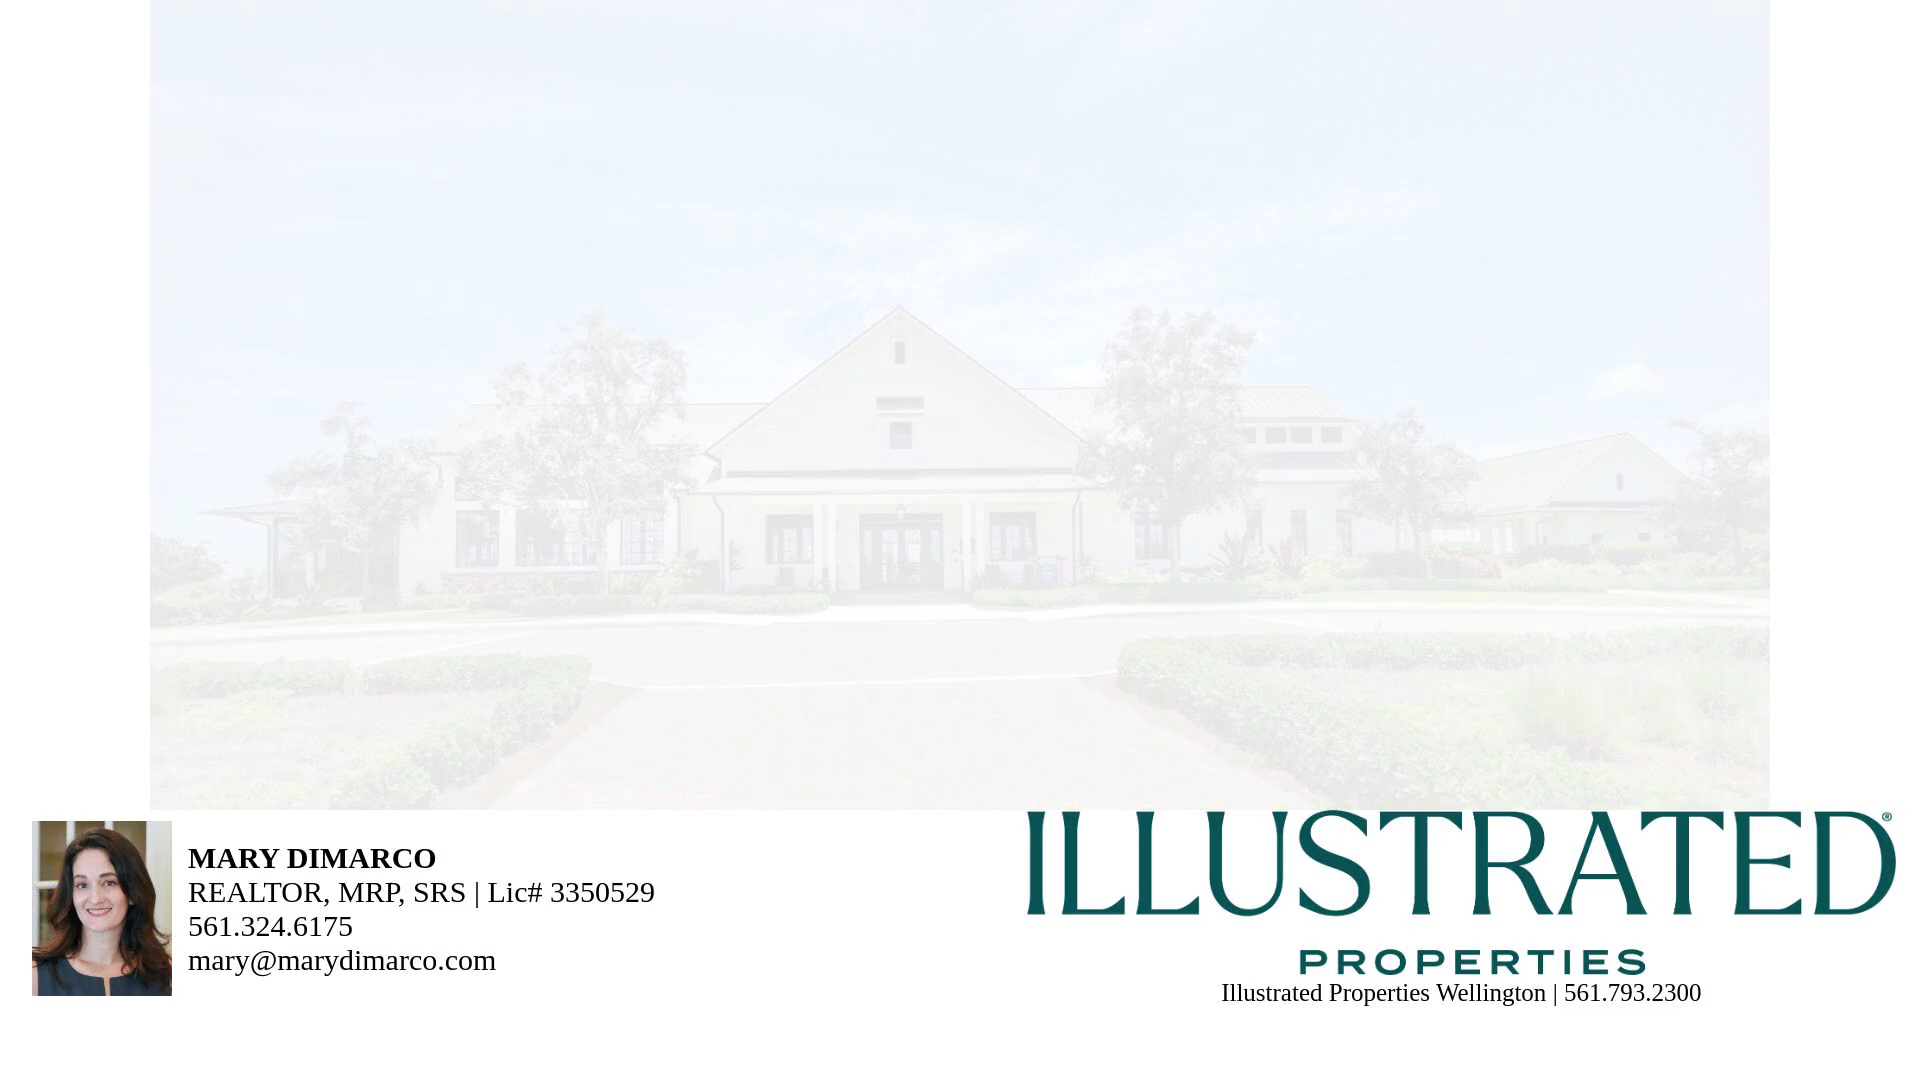 MARY DIMARCO
REALTOR, MRP, SRS | Lic# 3350529
561.324.6175
mary@marydimarco.com
ILLUSTRATED®
PROPERTIES
Illustrated Properties Wellington | 561.793.2300